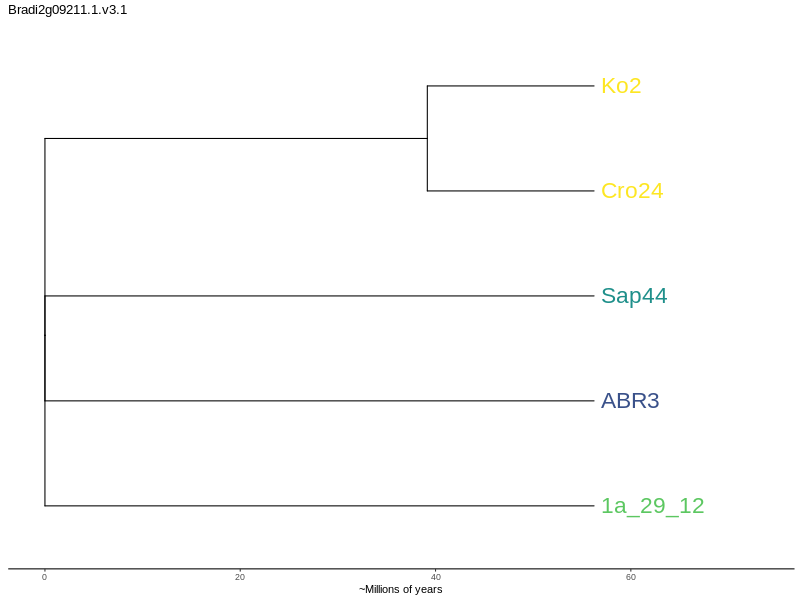 Bradi2g09211.1.v3.1
Ko2
Cro24
Sap44
ABR3
1a_29_12
0 20 40 60
~Millions of years